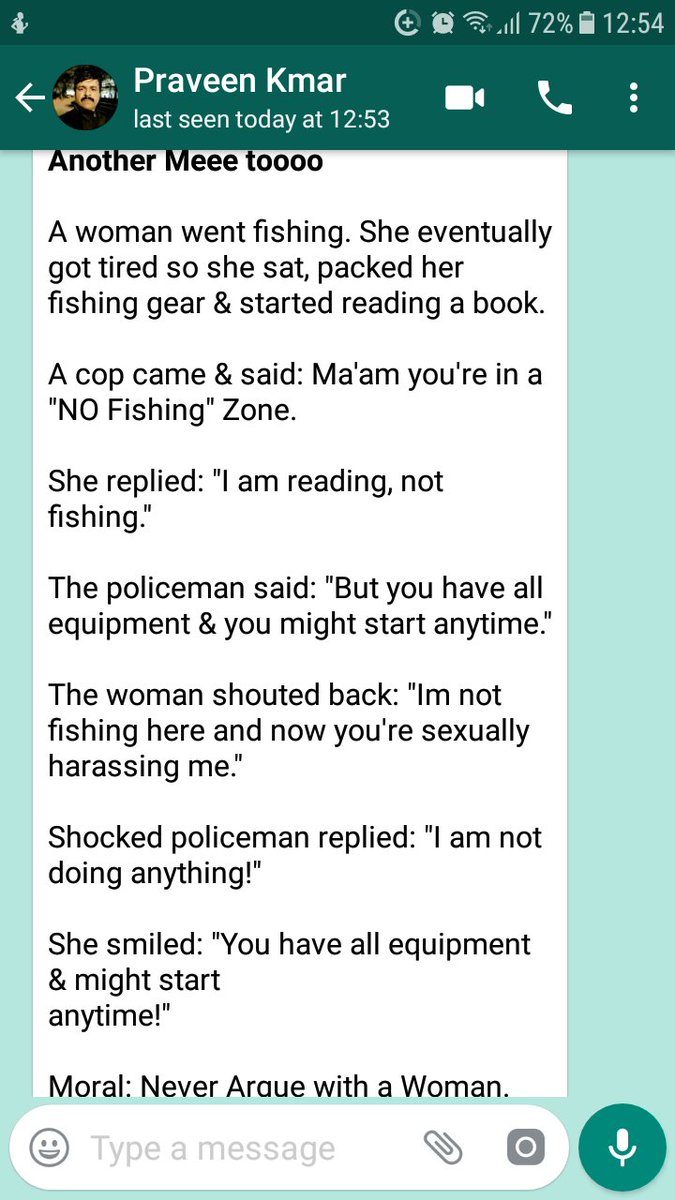 72% 12:54
Praveen Kmar
last seen today at 12:53
Another Meee toooo
A woman went fishing. She eventually
got tired so she sat, packed her
fishing gear & started reading a book.
A cop came & said: Ma'am you're in a
"NO Fishing" Zone.
She replied: "I am reading, not
fishing."
The policeman said: "But you have all
equipment & you might start anytime."
The woman shouted back: "Im not
fishing here and now you're sexually
harassing me."
Shocked policeman replied: "I am not
doing anything!"
She smiled: "You have all equipment
& might start
anytime!"
Moral: Never Argue with a Woman.
Type a message